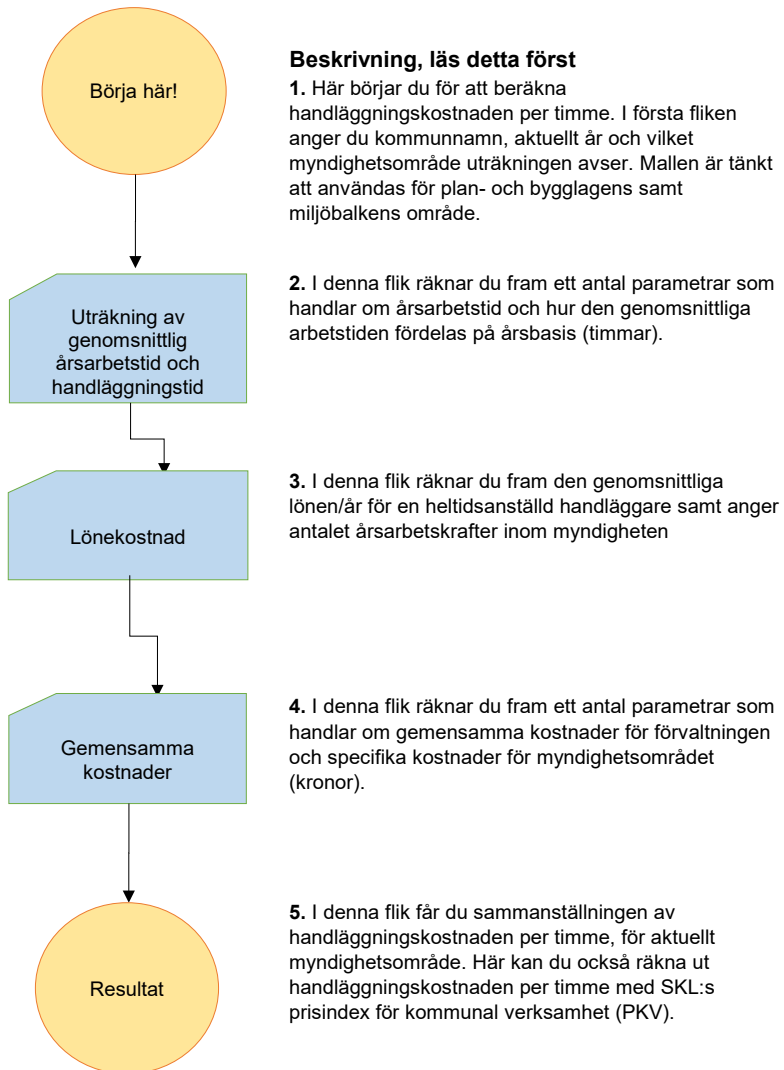 Börja här!
Beskrivning, läs detta först
1. Här börjar du för att beräkna
handläggningskostnaden per timme. I första fliken
anger du kommunnamn, aktuellt år och vilket
myndighetsområde uträkningen avser. Mallen är tänkt
att användas för plan- och bygglagens samt
miljöbalkens område.
Uträkning av
genomsnittlig
årsarbetstid och
handläggningstid
2. I denna flik räknar du fram ett antal parametrar som
handlar om årsarbetstid och hur den genomsnittliga
arbetstiden fördelas på årsbasis (timmar).
Lönekostnad
3. I denna flik räknar du fram den genomsnittliga
lönen/år för en heltidsanställd handläggare samt anger
antalet årsarbetskrafter inom myndigheten
Gemensamma
kostnader
4. I denna flik räknar du fram ett antal parametrar som
handlar om gemensamma kostnader för förvaltningen
och specifika kostnader för myndighetsområdet
(kronor).
Resultat
5. I denna flik får du sammanställningen av
handläggningskostnaden per timme, för aktuellt
myndighetsområde. Här kan du också räkna ut
handläggningskostnaden per timme med SKL:s
prisindex för kommunal verksamhet (PKV).